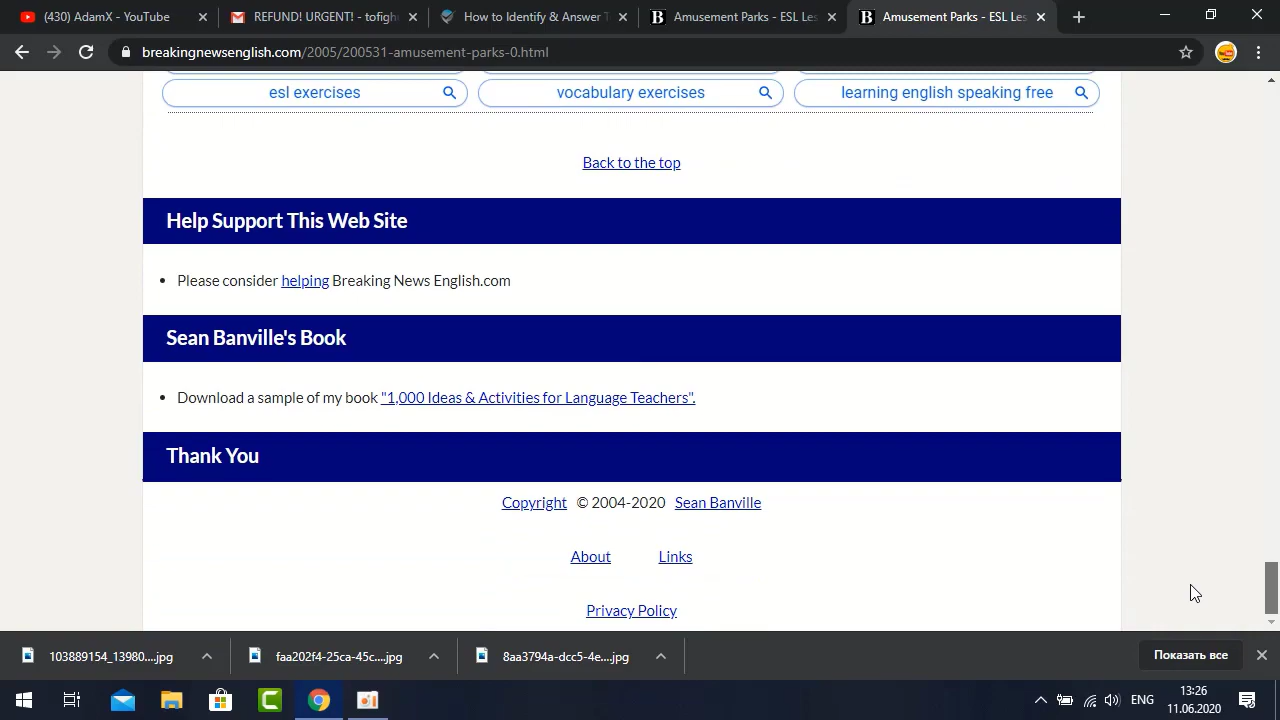 (430) AdamX - YouTube
REFUND! URGENT! - tofight
How to Identify & Answer T
Amusement Parks - ESL Les
Amusement Parks - ESL Les
breakingnewsenglish.com/2005/200531-amusement-parks-0.html
esl exercises
vocabulary exercises
learning english speaking free
Back to the top
Help Support This Web Site
Please consider helping Breaking News English.com
Sean Banville's Book
Download a sample of my book "1,000 Ideas & Activities for Language Teachers".
Thank You
Copyright © 2004-2020 Sean Banville
About Links
Privacy Policy
103889154_13980....jpg
faa202f4-25ca-45c....jpg
8aa3794a-dcc5-4e....jpg
Показать все
ENG
13:26
11.06.2020